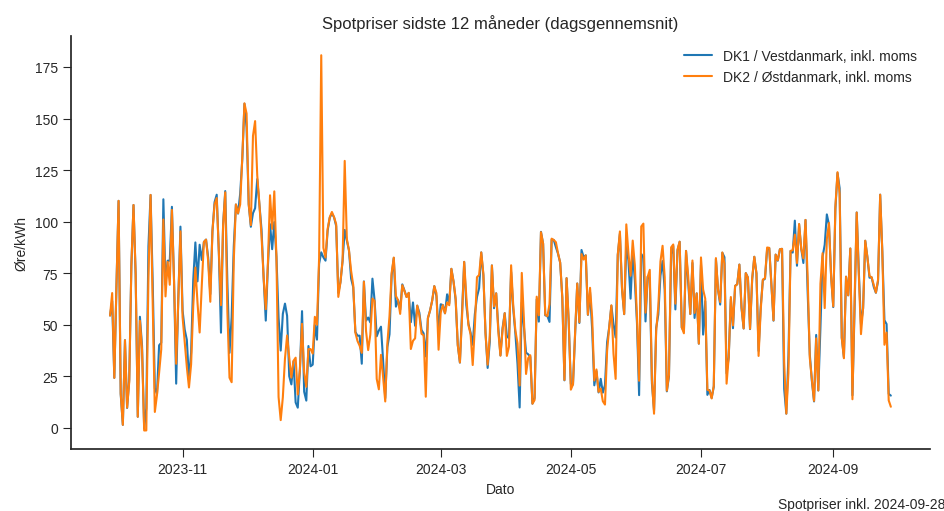 Spotpriser sidste 12 måneder (dagsgennemsnit)
DK1 / Vestdanmark, inkl. moms
DK2 / Østdanmark, inkl. moms
175
150
125
100
75
50
25
0
Øre/kWh
2023-11
2024-01
2024-03
2024-05
2024-07
2024-09
Dato
Spotpriser inkl. 2024-09-28